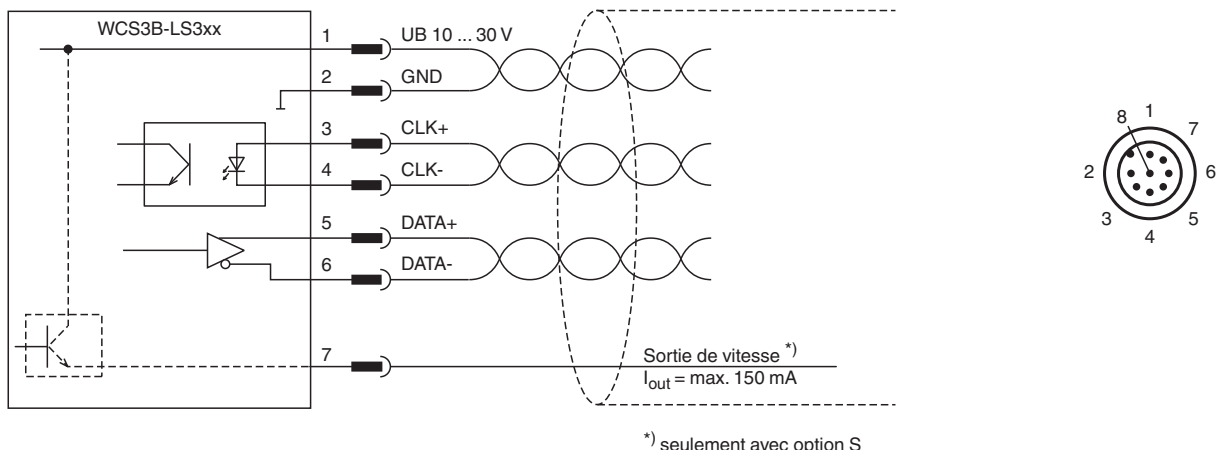 WCS3B-LS3xx
1 UB 10 ... 30 V
2 GND
3 CLK+
4 CLK-
5 DATA+
6 DATA-
7 Sortie de vitesse *)
Iout = max. 150 mA
*) seulement avec option S
8 1 7
2 6
3 5
4